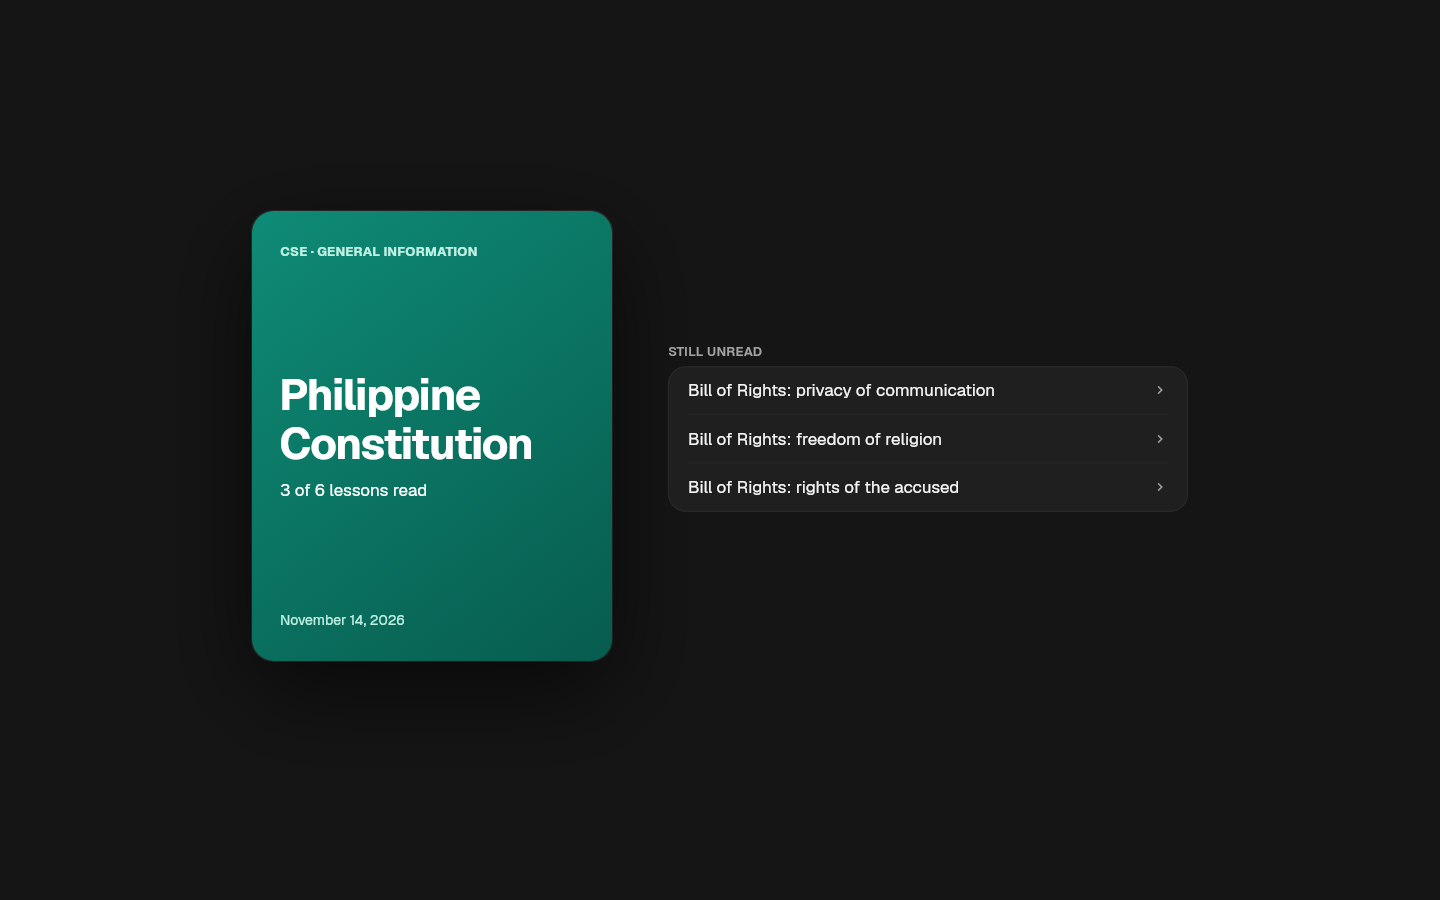 CSE · GENERAL INFORMATION
Philippine
Constitution
3 of 6 lessons read
November 14, 2026
STILL UNREAD
Bill of Rights: privacy of communication
Bill of Rights: freedom of religion
Bill of Rights: rights of the accused